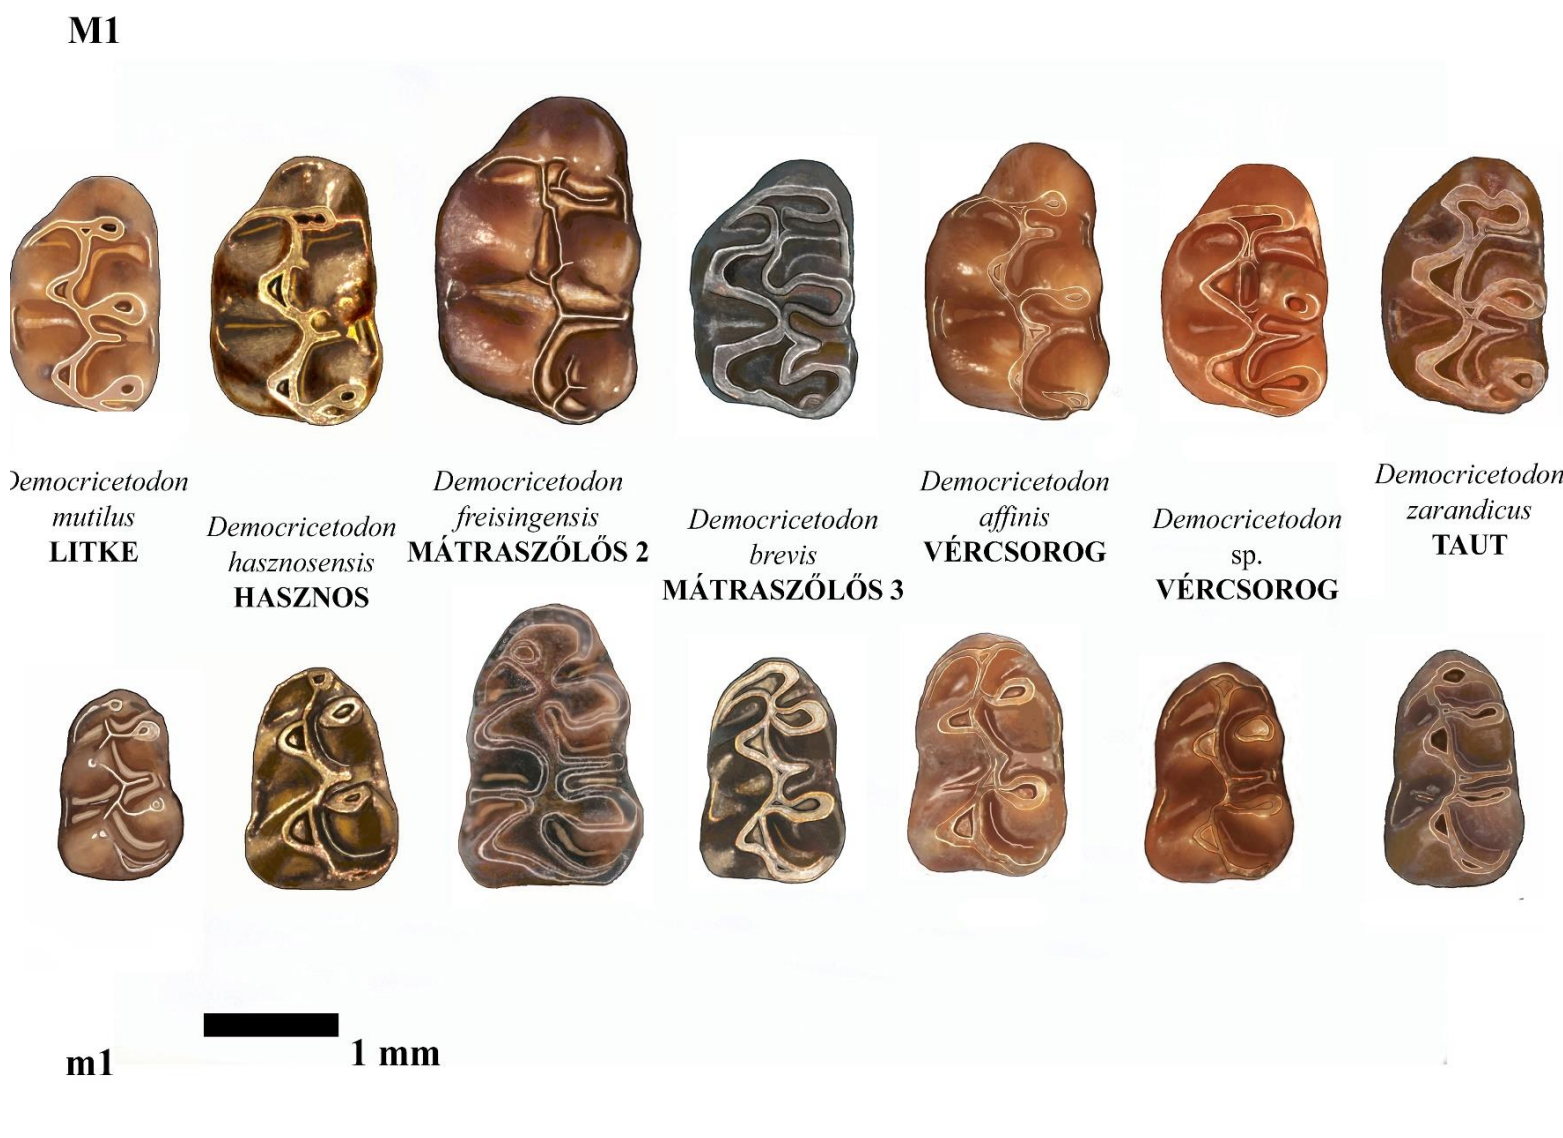 M1
Democricetodon
mutilus
LITKE
Democricetodon
hasznosensis
HASZNOS
Democricetodon
freisingensis
MÁTRASZŐLŐS 2
Democricetodon
brevis
MÁTRASZŐLŐS 3
Democricetodon
affinis
VÉRCSOROG
Democricetodon
sp.
VÉRCSOROG
Democricetodon
zarandicus
TAUT
1 mm
m1